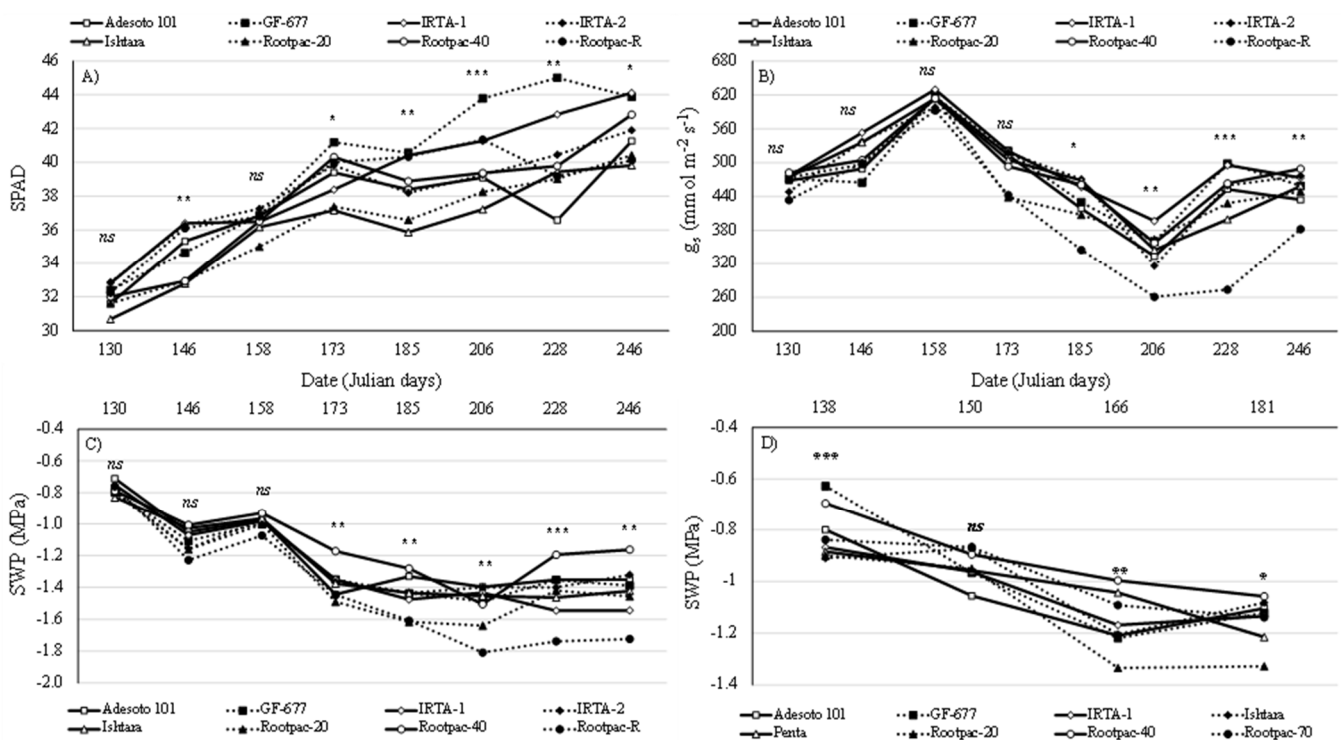 Adesoto 101 GF-677 IRTA-1 IRTA-2
Ishtara Rootpac-20 Rootpac-40 Rootpac-R
A)
SPAD
46
44
42
40
38
36
34
32
30
ns
**
ns
*
**
***
**
*
130 146 158 173 185 206 228 246
Date (Julian days)
Adesoto 101 GF-677 IRTA-1 IRTA-2
Ishtara Rootpac-20 Rootpac-40 Rootpac-R
B)
gs (mmol m-2 s-1)
680
620
560
500
440
380
320
260
200
ns
ns
ns
ns
*
**
***
**
130 146 158 173 185 206 228 246
Date (Julian days)
130 146 158 173 185 206 228 246
C)
SWP (MPa)
-0.4
-0.6
-0.8
-1.0
-1.2
-1.4
-1.6
-1.8
-2.0
ns
ns
ns
**
**
**
***
**
Adesoto 101 GF-677 IRTA-1 IRTA-2
Ishtara Rootpac-20 Rootpac-40 Rootpac-R
138 150 166 181
D)
SWP (MPa)
-0.4
-0.6
-0.8
-1
-1.2
-1.4
***
ns
**
*
Adesoto 101 GF-677 IRTA-1 Ishtara
Penta Rootpac-20 Rootpac-40 Rootpac-70